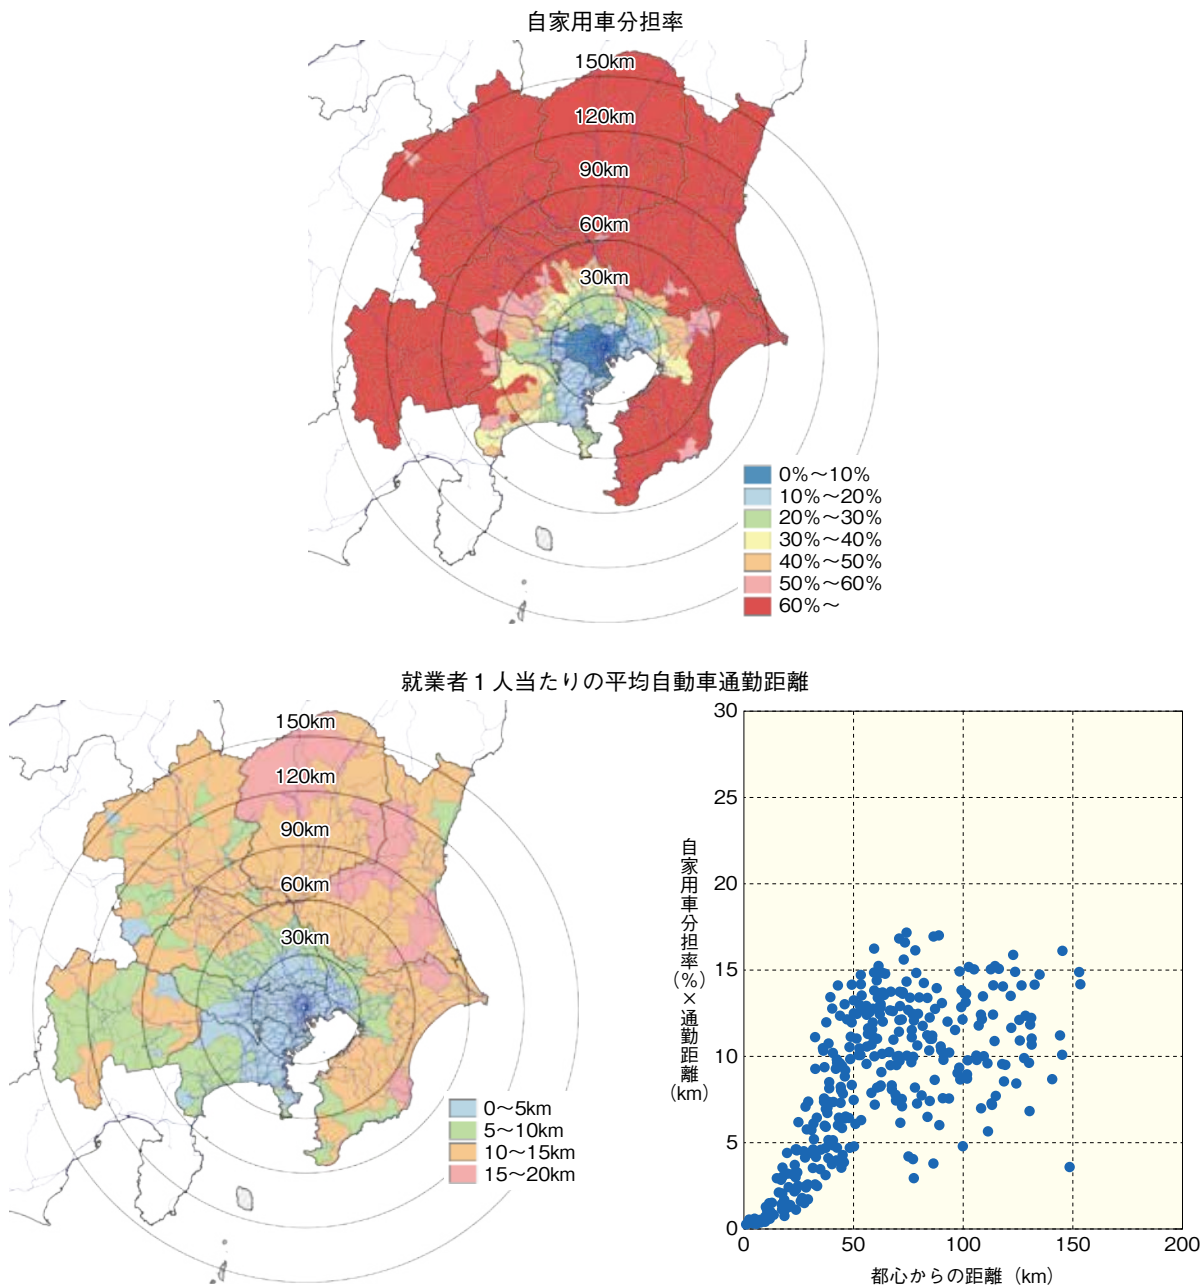 自家用車分担率
150km
120km
90km
60km
30km
0%～10%
10%～20%
20%～30%
30%～40%
40%～50%
50%～60%
60%～
就業者1人当たりの平均自動車通勤距離
150km
120km
90km
60km
30km
0～5km
5～10km
10～15km
15～20km
30
25
20
15
10
5
0
自家用車分担率(%)×通勤距離(km)
0
50
100
150
200
都心からの距離（km）